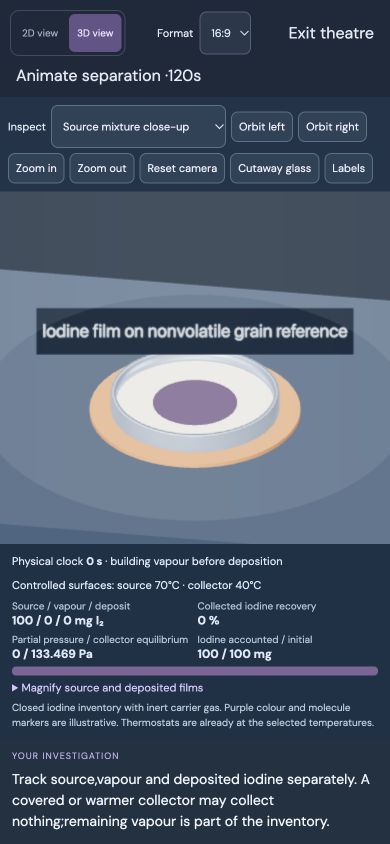 2D view 3D view Format 16:9 Exit theatre
Animate separation ·120s
Inspect Source mixture close-up Orbit left Orbit right
Zoom in Zoom out Reset camera Cutaway glass Labels
Iodine film on nonvolatile grain reference
Physical clock 0 s · building vapour before deposition
Controlled surfaces: source 70°C · collector 40°C
Source / vapour / deposit Collected iodine recovery
100 / 0 / 0 mg I₂ 0 %
Partial pressure / collector equilibrium Iodine accounted / initial
0 / 133.469 Pa 100 / 100 mg
Magnify source and deposited films
Closed iodine inventory with inert carrier gas. Purple colour and molecule
markers are illustrative. Thermostats are already at the selected temperatures.
YOUR INVESTIGATION
Track source,vapour and deposited iodine separately. A
covered or warmer collector may collect
nothing;remaining vapour is part of the inventory.